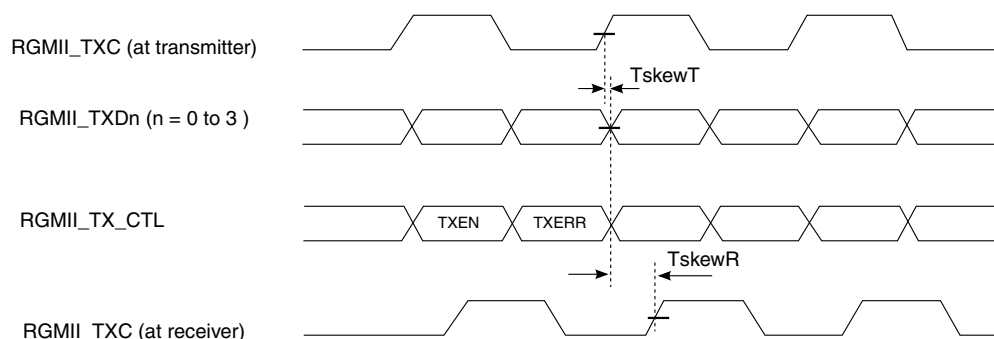 RGMII_TXC (at transmitter)
TskewT
RGMII_TXDn (n = 0 to 3 )
RGMII_TX_CTL
TXEN
TXERR
TskewR
RGMII_TXC (at receiver)